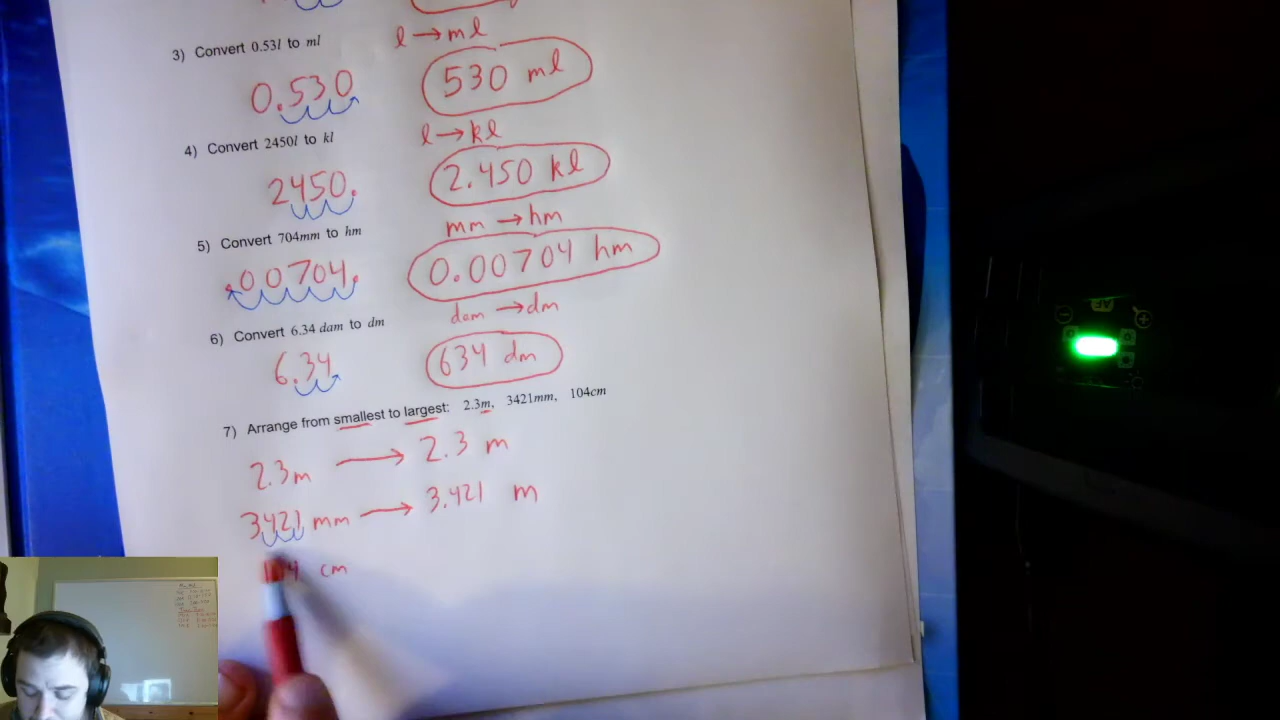 3) Convert 0.53l to ml
l → ml
0.530
530 ml
4) Convert 2450l to kl
l → kl
2450.
2.450 kl
5) Convert 704mm to hm
mm → hm
.00704.
0.00704 hm
6) Convert 6.34 dam to dm
dam → dm
6.34
634 dm
7) Arrange from smallest to largest: 2.3m, 3421mm, 104cm
2.3m → 2.3 m
3421 mm → 3.421 m
cm
AF